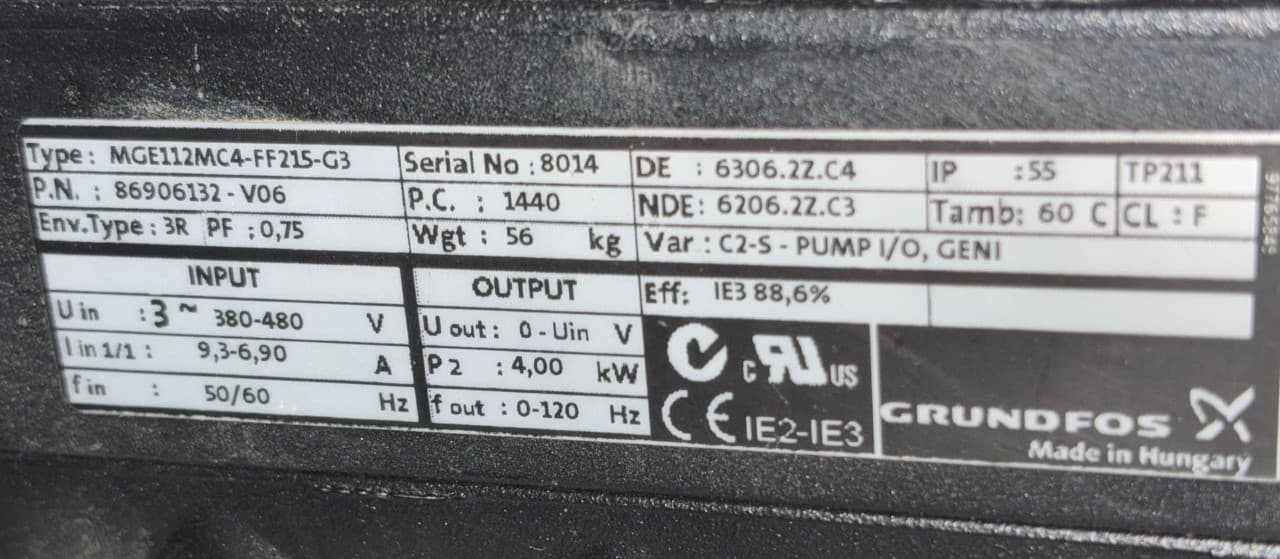 Type : MGE112MC4-FF215-G3 Serial No : 8014 DE : 6306.2Z.C4 IP : 55 TP211
P.N. : 86906132 - V06 P.C. : 1440 NDE: 6206.2Z.C3 Tamb: 60 C CL : F
Env.Type : 3R PF : 0,75 Wgt : 56 kg Var : C2-S - PUMP I/O, GENI
INPUT OUTPUT Eff: IE3 88,6%
U in : 3 ~ 380-480 V U out : 0 - Uin V
I in 1/1 : 9,3-6,90 A P 2 : 4,00 kW
f in : 50/60 Hz f out : 0-120 Hz
c RU US
CE IE2-IE3
GRUNDFOS
Made in Hungary